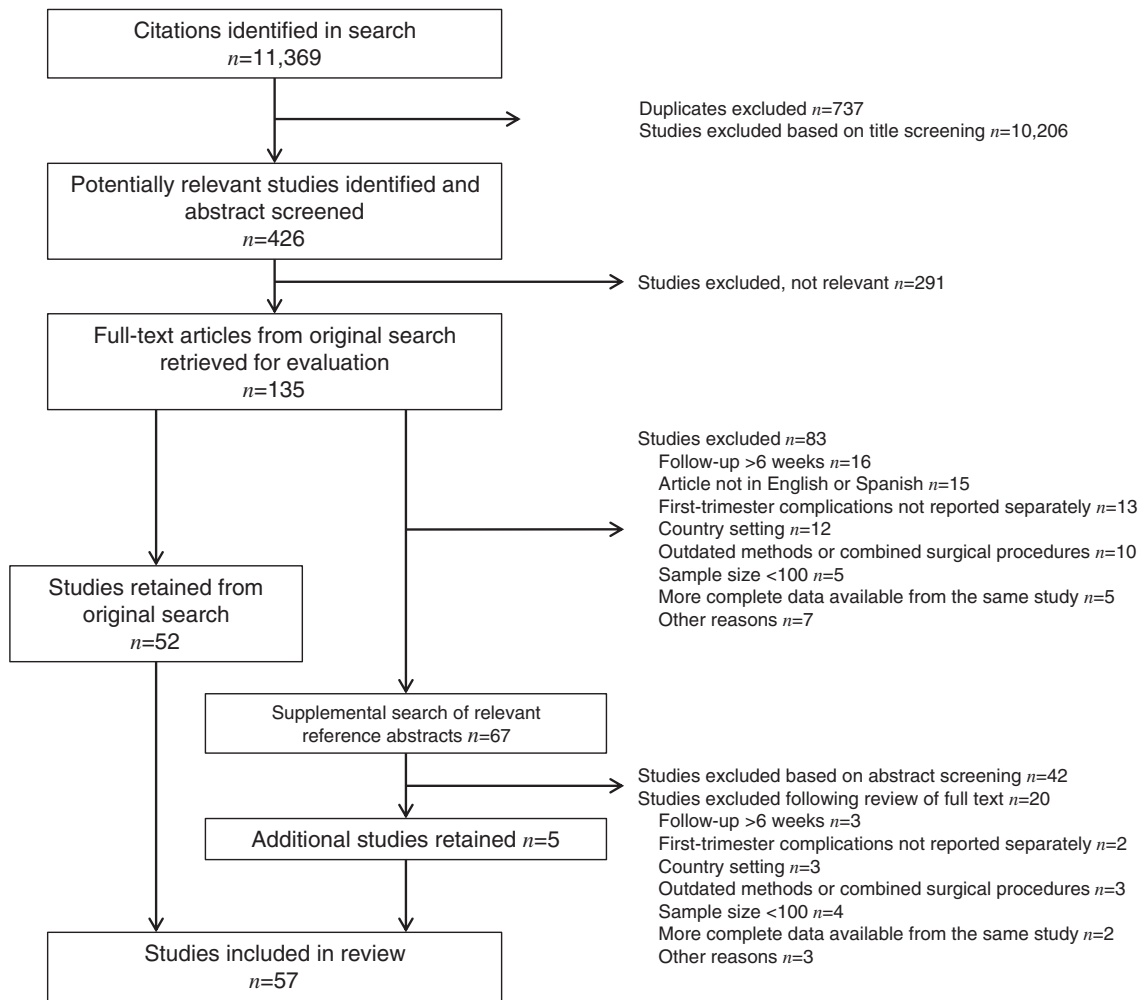 Citations identified in search
n=11,369
Duplicates excluded n=737
Studies excluded based on title screening n=10,206
Potentially relevant studies identified and
abstract screened
n=426
Studies excluded, not relevant n=291
Full-text articles from original search
retrieved for evaluation
n=135
Studies excluded n=83
Follow-up >6 weeks n=16
Article not in English or Spanish n=15
First-trimester complications not reported separately n=13
Country setting n=12
Outdated methods or combined surgical procedures n=10
Sample size <100 n=5
More complete data available from the same study n=5
Other reasons n=7
Studies retained from
original search
n=52
Supplemental search of relevant
reference abstracts n=67
Studies excluded based on abstract screening n=42
Studies excluded following review of full text n=20
Follow-up >6 weeks n=3
First-trimester complications not reported separately n=2
Country setting n=3
Outdated methods or combined surgical procedures n=3
Sample size <100 n=4
More complete data available from the same study n=2
Other reasons n=3
Additional studies retained n=5
Studies included in review
n=57